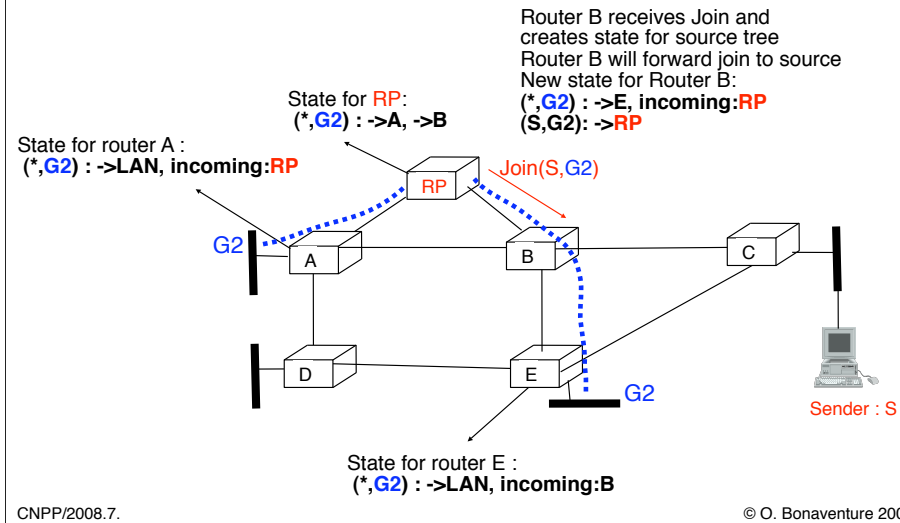 Router B receives Join and
creates state for source tree
Router B will forward join to source
New state for Router B:
(*,G2) : ->E, incoming:RP
(S,G2): ->RP
State for RP:
(*,G2) : ->A, ->B
State for router A :
(*,G2) : ->LAN, incoming:RP
Join(S,G2)
RP
G2
A
B
C
D
E
G2
Sender : S
State for router E :
(*,G2) : ->LAN, incoming:B
CNPP/2008.7.
© O. Bonaventure 200